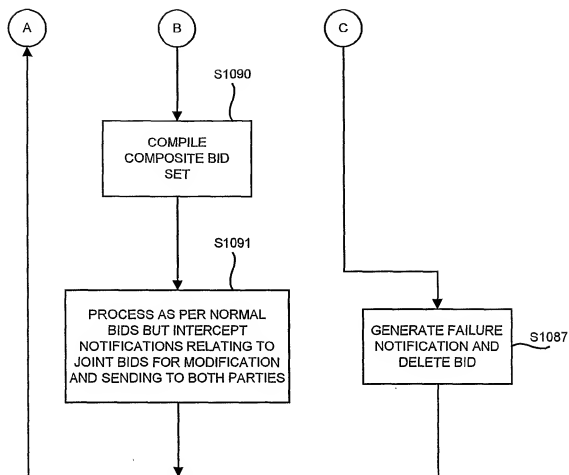 A
B
C
S1090
COMPILE
COMPOSITE BID
SET
S1091
PROCESS AS PER NORMAL
BIDS BUT INTERCEPT
NOTIFICATIONS RELATING TO
JOINT BIDS FOR MODIFICATION
AND SENDING TO BOTH PARTIES
GENERATE FAILURE
NOTIFICATION AND
DELETE BID
S1087